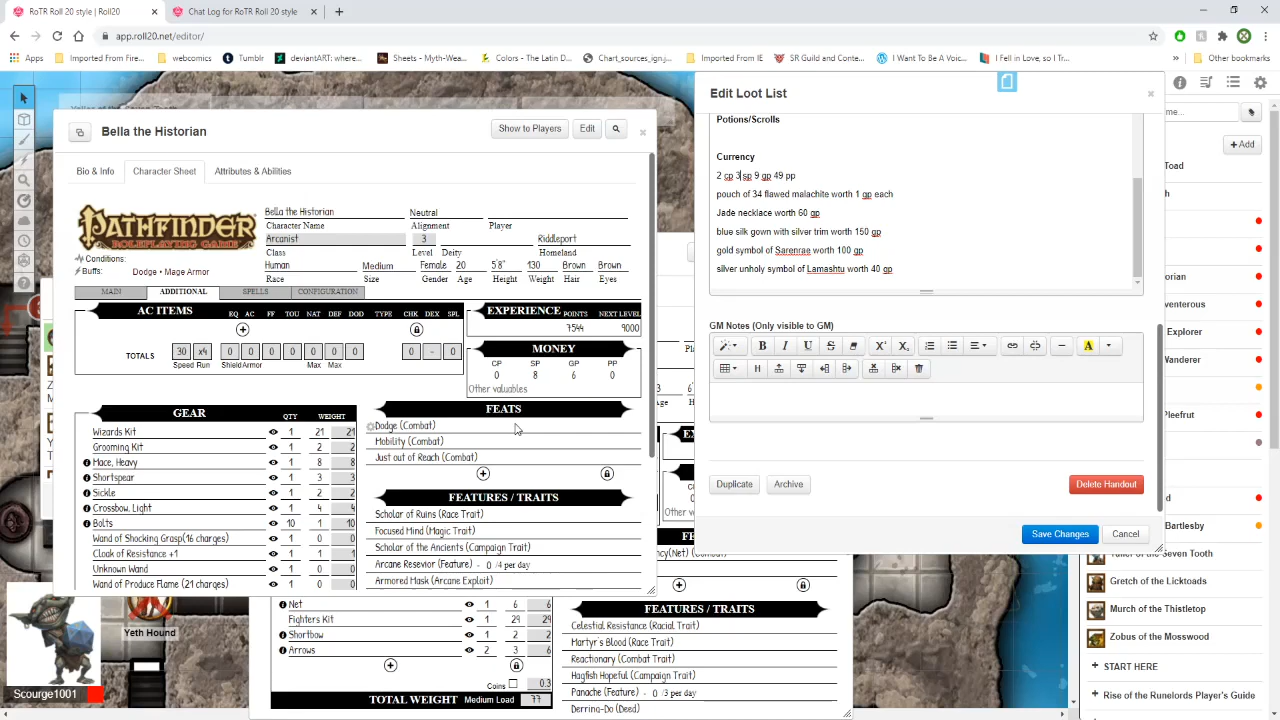 RoTR Roll 20 style | Roll20
Chat Log for RoTR Roll 20 style
app.roll20.net/editor/
Apps
Imported From Fire...
webcomics
Tumblr
deviantART: where...
Sheets - Myth-Wea...
Colors - The Latin D...
Chart_sources_ign.j...
Imported From IE
SR Guild and Conte...
I Want To Be A Voic...
I Fell in Love, so I Tr...
»
Other bookmarks
Bella the Historian
Show to Players
Edit
Bio & Info
Character Sheet
Attributes & Abilities
PATHFINDER
ROLEPLAYING GAME
Bella the Historian
Neutral
Character Name
Alignment
Player
Arcanist
3
Riddleport
Class
Level
Deity
Homeland
Human
Medium
Female
20
5'8"
130
Brown
Brown
Race
Size
Gender
Age
Height
Weight
Hair
Eyes
Conditions:
Buffs:
Dodge • Mage Armor
MAIN
ADDITIONAL
SPELLS
CONFIGURATION
AC ITEMS
EQ AC FF TOU NAT DEF DOD TYPE CHK DEX SPL
TOTALS
30 x4 0 0 0 0 0 0 0 - 0
Speed Run Shield Armor Max Max
EXPERIENCE POINTS NEXT LEVEL
7544 9000
MONEY
CP SP GP PP
0 8 6 0
Other valuables
GEAR QTY WEIGHT
Wizards Kit 1 21 21
Grooming Kit 1 2 2
Mace, Heavy 1 8 8
Shortspear 1 3 3
Sickle 1 2 2
Crossbow, Light 1 4 4
Bolts 10 1 10
Wand of Shocking Grasp(16 charges) 1 0 0
Cloak of Resistance +1 1 1 1
Unknown Wand 1 0 0
Wand of Produce Flame (21 charges) 1 0 0
FEATS
Dodge (Combat)
Mobility (Combat)
Just out of Reach (Combat)
FEATURES / TRAITS
Scholar of Ruins (Race Trait)
Focused Mind (Magic Trait)
Scholar of the Ancients (Campaign Trait)
Arcane Resevior (Feature) - 0 /4 per day
Armored Mask (Arcane Exploit)
Net 1 6 6
Fighters Kit 1 29 29
Shortbow 1 2 2
Arrows 2 3 6
Coins 0.3
TOTAL WEIGHT Medium Load 77
FEATURES / TRAITS
Celestial Resistance (Racial Trait)
Martyr's Blood (Race Trait)
Reactionary (Combat Trait)
Hagfish Hopeful (Campaign Trait)
Panache (Feature) - 0 /3 per day
Derring-Do (Deed)
Yeth Hound
Scourge1001
Edit Loot List
Potions/Scrolls
Currency
2 cp 3 sp 9 gp 49 pp
pouch of 34 flawed malachite worth 1 gp each
Jade necklace worth 60 gp
blue silk gown with silver trim worth 150 gp
gold symbol of Sarenrae worth 100 gp
silver unholy symbol of Lamashtu worth 40 gp
GM Notes (Only visible to GM)
B I U S
H
Duplicate
Archive
Delete Handout
Save Changes
Cancel
me...
+ Add
Toad
Explorer
Wanderer
Pleefrut
Bartlesby
Gretch of the Licktoads
Murch of the Thistletop
Zobus of the Mosswood
START HERE
Rise of the Runelords Player's Guide